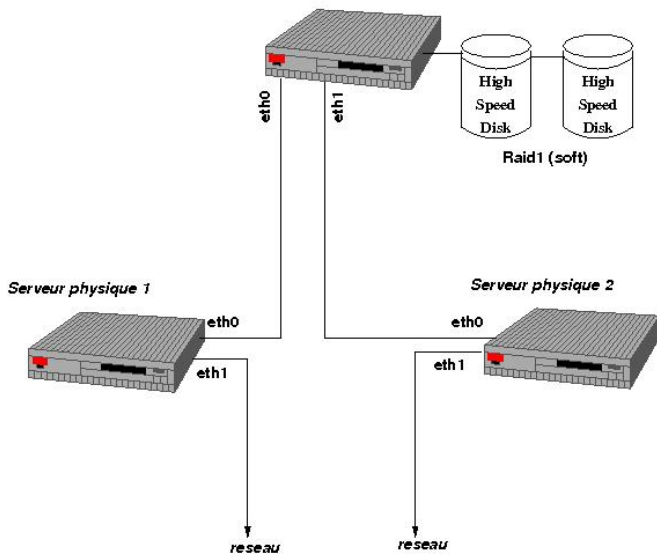 High
Speed
Disk
High
Speed
Disk
eth0
eth1
Raid1 (soft)
Serveur physique 1
Serveur physique 2
eth0
eth0
eth1
eth1
reseau
reseau